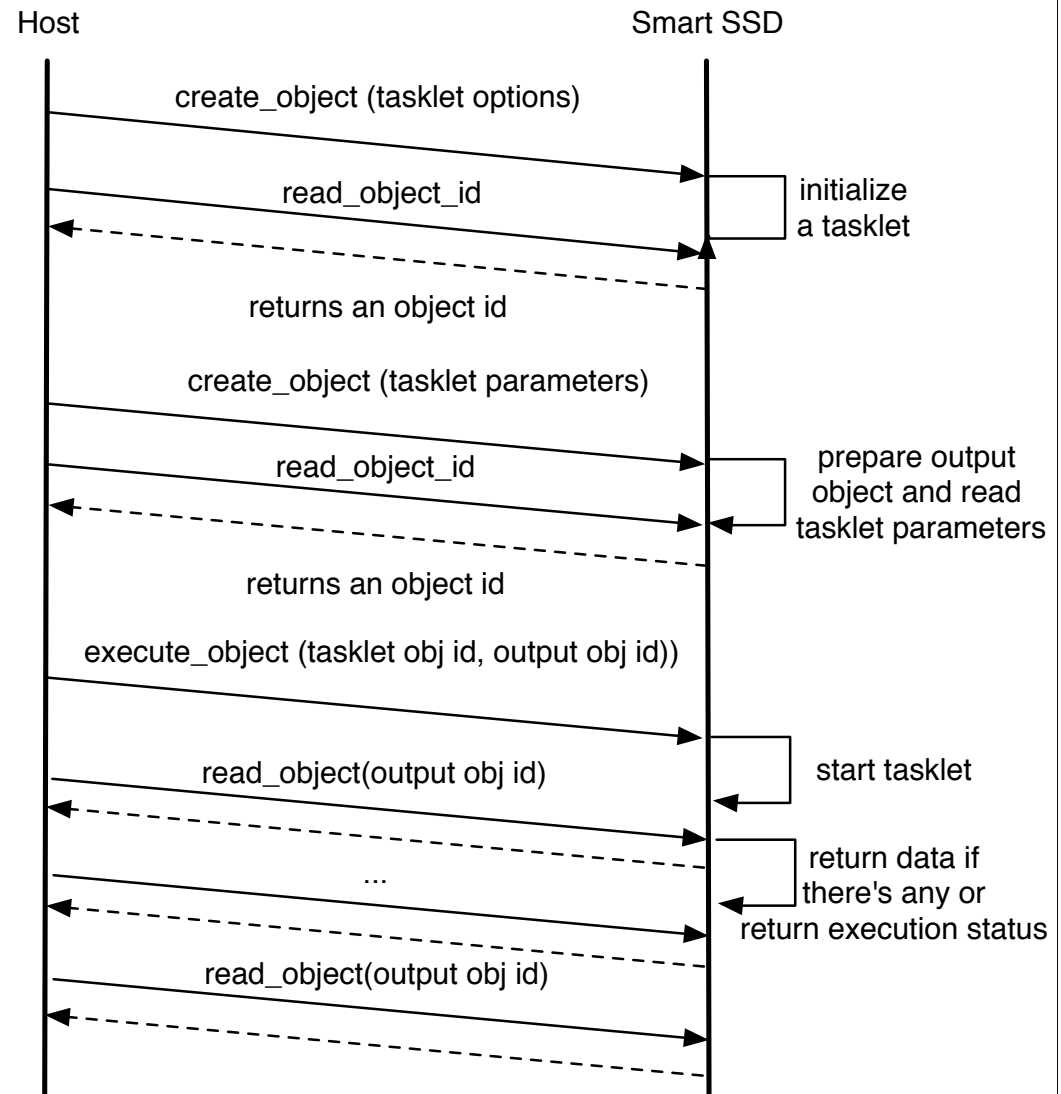 Host
Smart SSD
create_object (tasklet options)
initialize
a tasklet
read_object_id
returns an object id
create_object (tasklet parameters)
read_object_id
prepare output
object and read
tasklet parameters
returns an object id
execute_object (tasklet obj id, output obj id))
start tasklet
read_object(output obj id)
return data if
there's any or
return execution status
...
read_object(output obj id)